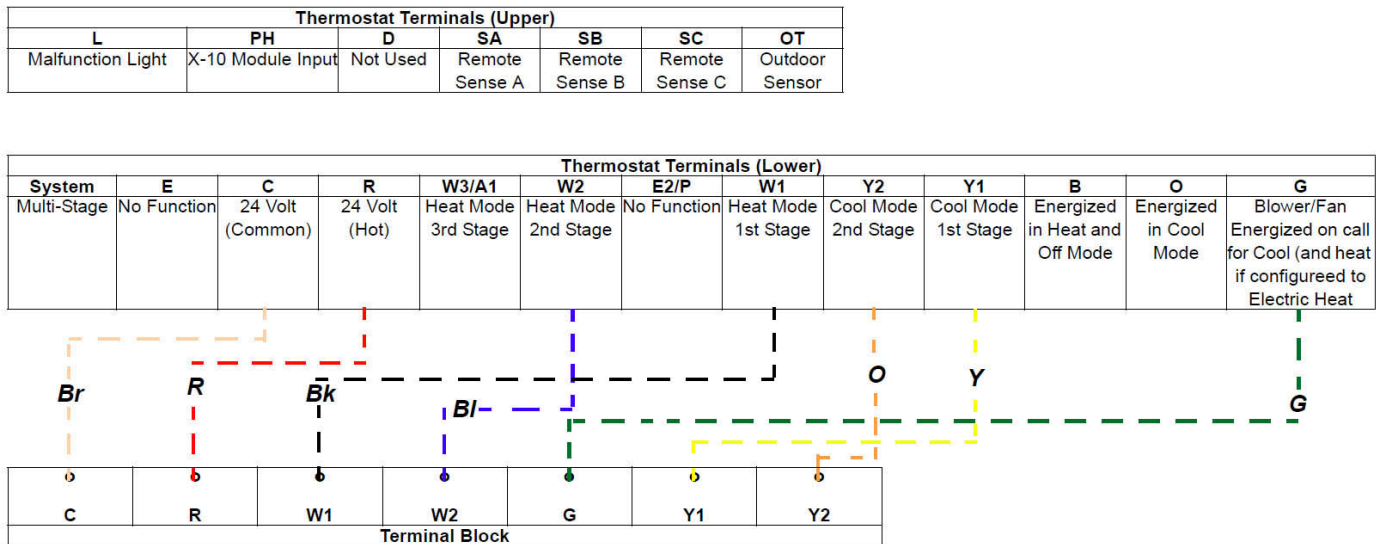 Thermostat Terminals (Upper)
L PH D SA SB SC OT
Malfunction Light X-10 Module Input Not Used Remote Remote Remote Outdoor
Sense A Sense B Sense C Sensor
Thermostat Terminals (Lower)
System E C R W3/A1 W2 E2/P W1 Y2 Y1 B O G
Multi-Stage No Function 24 Volt 24 Volt Heat Mode Heat Mode No Function Heat Mode Cool Mode Cool Mode Energized Energized Blower/Fan
(Common) (Hot) 3rd Stage 2nd Stage 1st Stage 2nd Stage 1st Stage in Heat and in Cool Energized on call
Off Mode Mode for Cool (and heat
if configureed to
Electric Heat
Br R Bk Bl O Y G
C R W1 W2 G Y1 Y2
Terminal Block